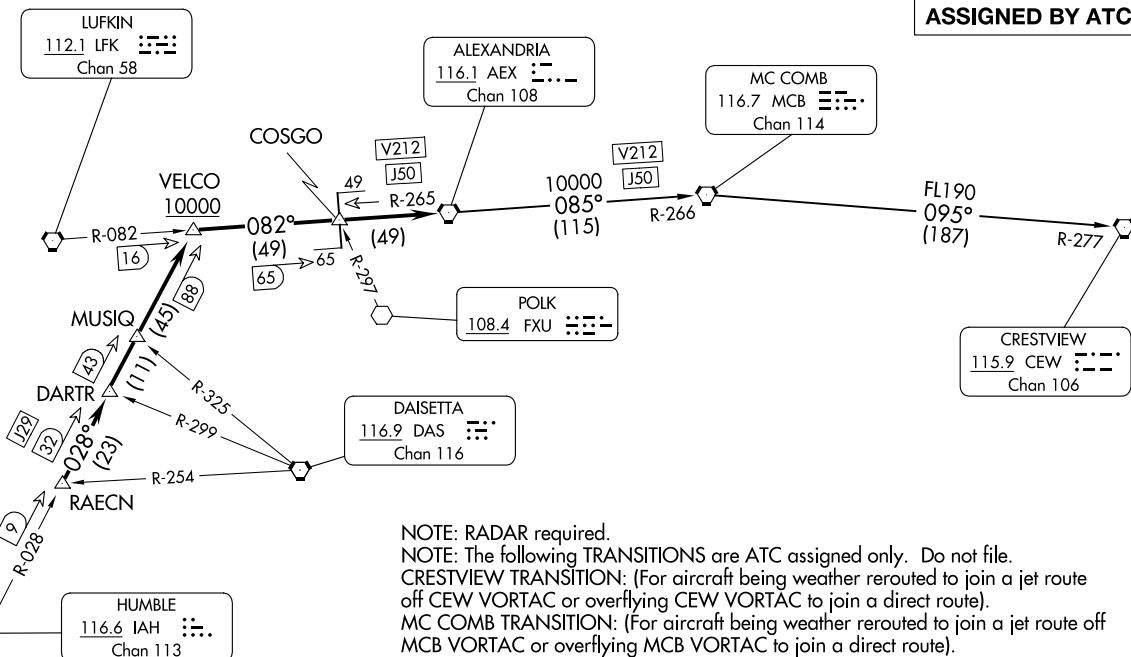 ASSIGNED BY ATC
LUFKIN
112.1 LFK
Chan 58
ALEXANDRIA
116.1 AEX
Chan 108
MC COMB
116.7 MCB
Chan 114
COSGO
V212
J50
V212
J50
VELCO
10000
49
R-265
10000
085°
(115)
R-266
FL190
095°
(187)
R-277
R-082
16
082°
(49)
(49)
65
65
R-297
88
POLK
108.4 FXU
MUSIQ
(45)
CRESTVIEW
115.9 CEW
Chan 106
43
(11)
DARTR
R-325
R-299
DAISETTA
116.9 DAS
Chan 116
J29
32
028°
(23)
R-254
RAECN
9
R-028
HUMBLE
116.6 IAH
Chan 113
NOTE: RADAR required.
NOTE: The following TRANSITIONS are ATC assigned only. Do not file.
CRESTVIEW TRANSITION: (For aircraft being weather rerouted to join a jet route
off CEW VORTAC or overflying CEW VORTAC to join a direct route).
MC COMB TRANSITION: (For aircraft being weather rerouted to join a jet route off
MCB VORTAC or overflying MCB VORTAC to join a direct route).